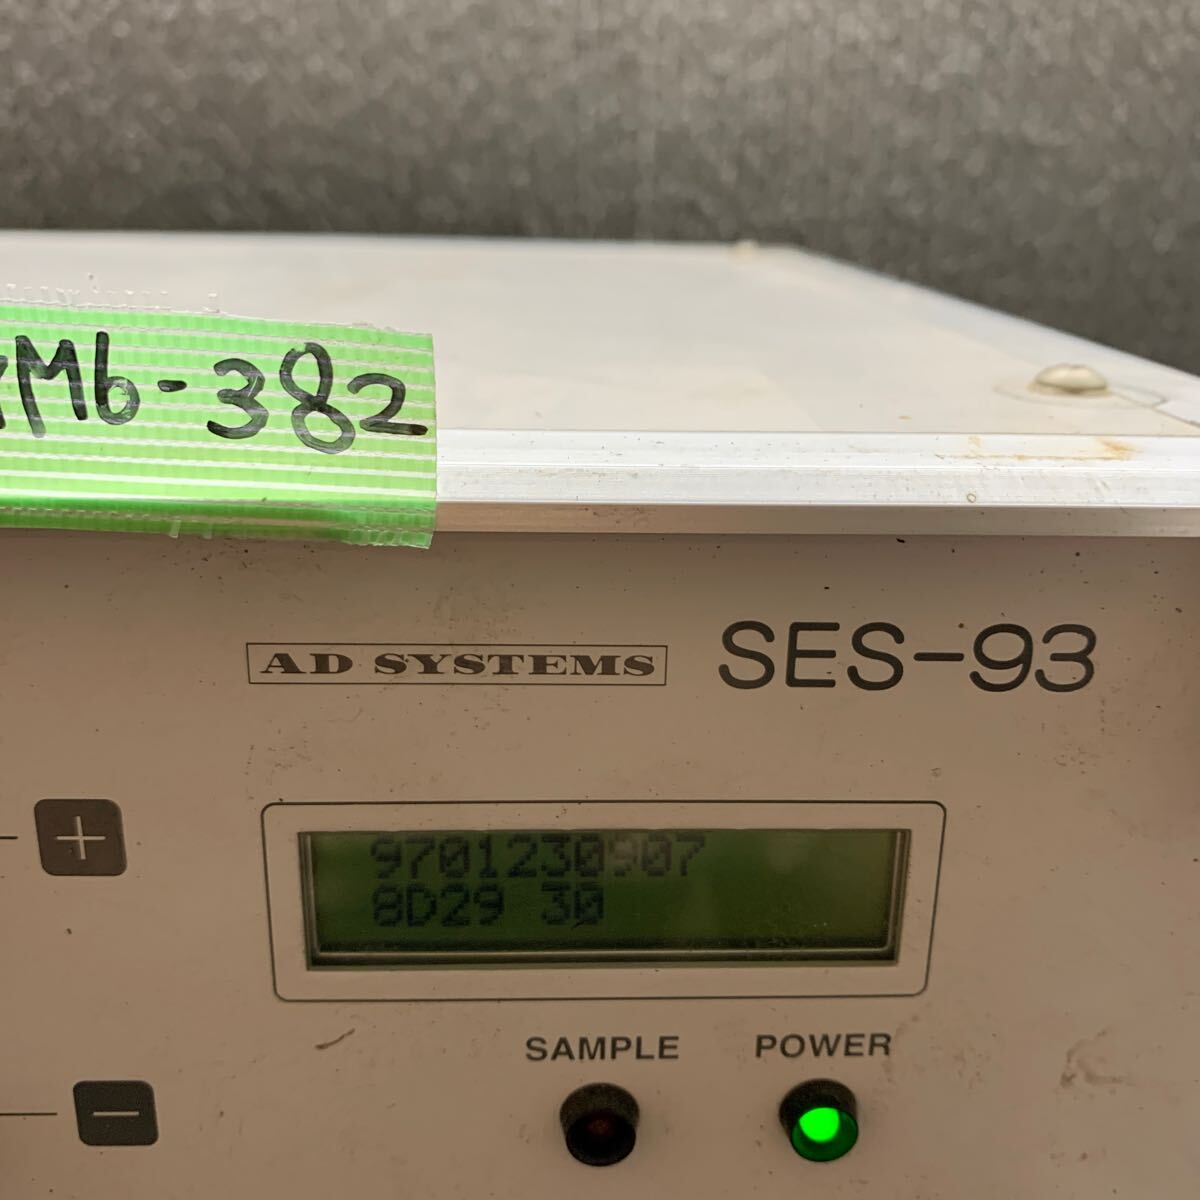 M6-382
AD SYSTEMS
SES-93
+
9701230907
8D29 30
SAMPLE
POWER
−